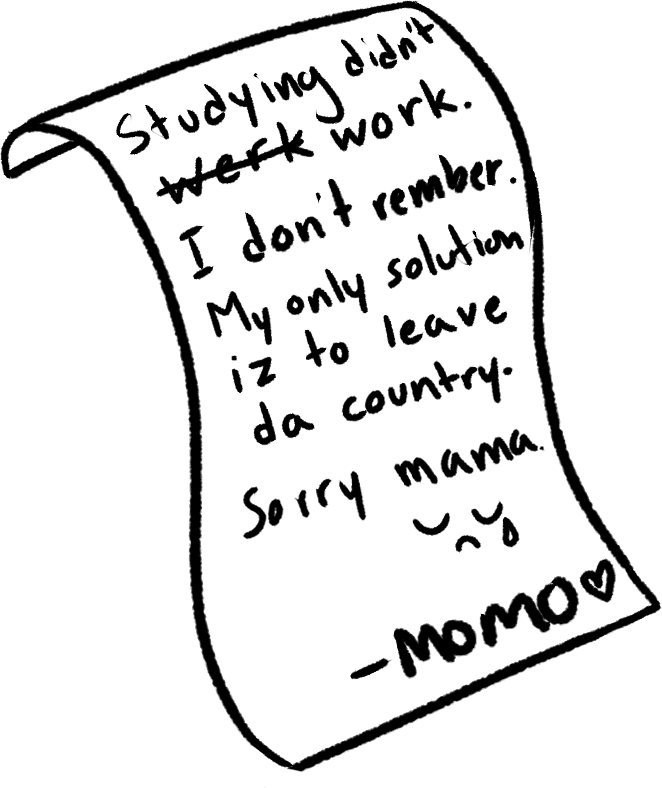 Studying didn't
werk work.
I don't rember.
My only solution
iz to leave
da country.
Sorry mama.
-MOMO♡